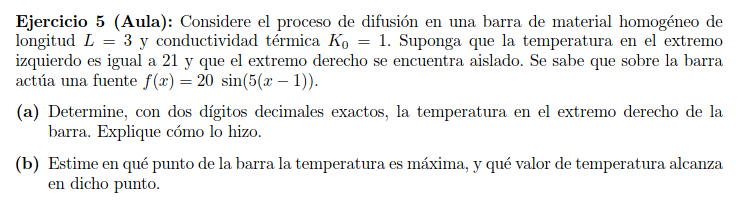 Ejercicio 5 (Aula): Considere el proceso de difusión en una barra de material homogéneo de
longitud L = 3 y conductividad térmica K₀ = 1. Suponga que la temperatura en el extremo
izquierdo es igual a 21 y que el extremo derecho se encuentra aislado. Se sabe que sobre la barra
actúa una fuente f(x) = 20 sin(5(x − 1)).
(a) Determine, con dos dígitos decimales exactos, la temperatura en el extremo derecho de la
barra. Explique cómo lo hizo.
(b) Estime en qué punto de la barra la temperatura es máxima, y qué valor de temperatura alcanza
en dicho punto.